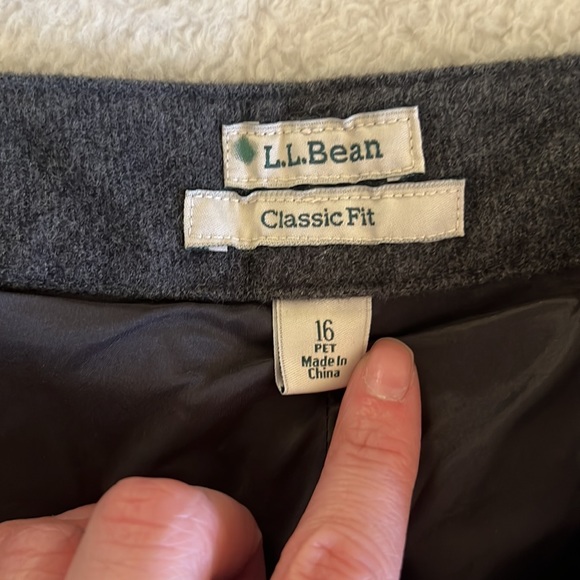 L.L.Bean
Classic Fit
16
PET
Made In
China